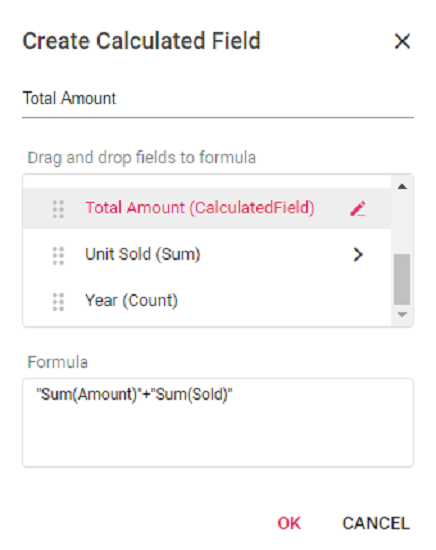 Create Calculated Field
Total Amount
Drag and drop fields to formula
Total Amount (CalculatedField)
Unit Sold (Sum)
Year (Count)
Formula
"Sum(Amount)"+"Sum(Sold)"
OK CANCEL